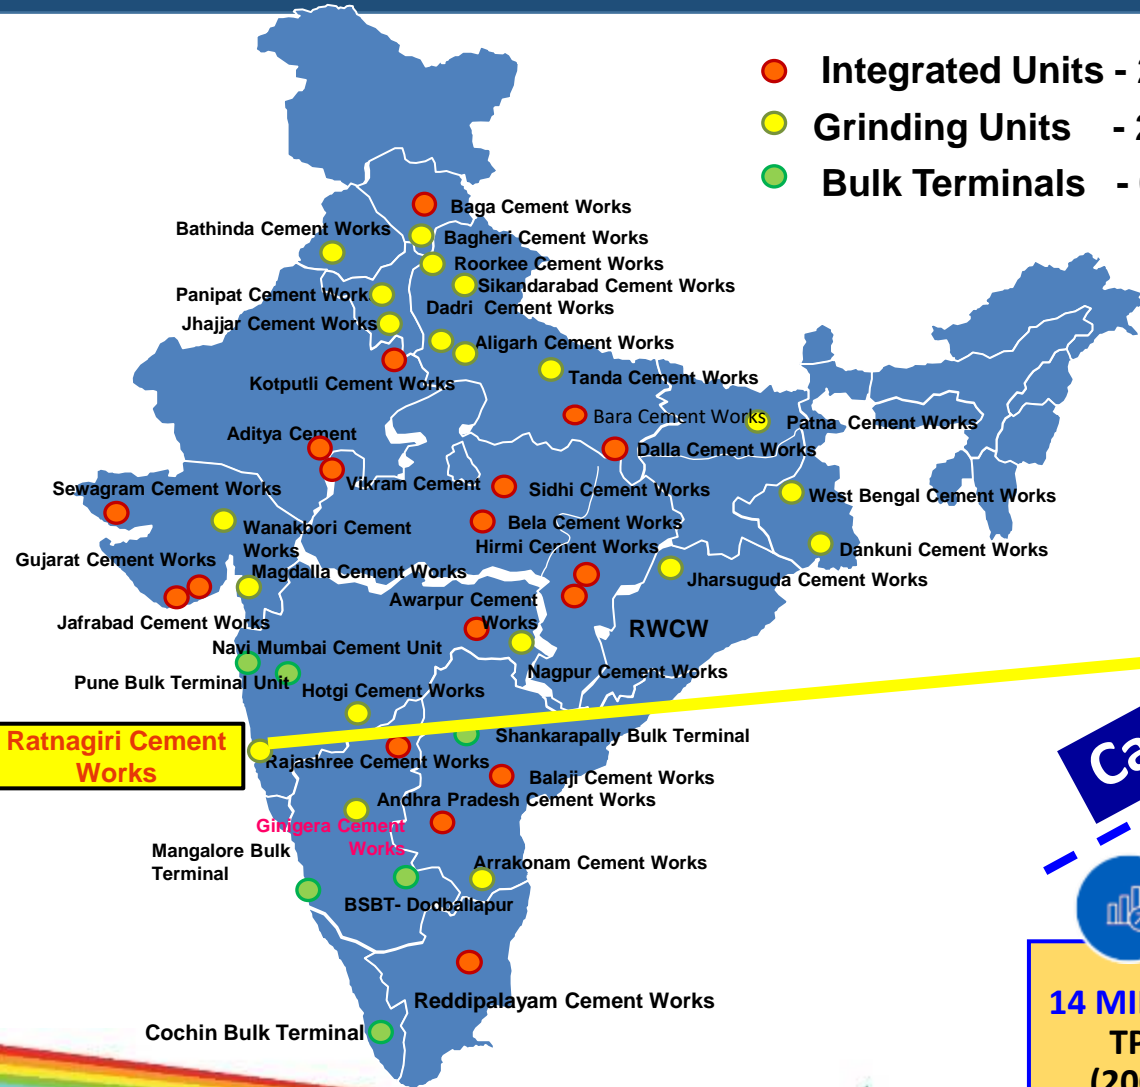 Integrated Units -
Grinding Units -
Bulk Terminals -
Baga Cement Works
Bathinda Cement Works
Bagheri Cement Works
Roorkee Cement Works
Sikandarabad Cement Works
Panipat Cement Work
Dadri Cement Works
Jhajjar Cement Works
Aligarh Cement Works
Kotputli Cement Works
Tanda Cement Works
Bara Cement Works
Patna Cement Works
Aditya Cement
Dalla Cement Works
Vikram Cement
Sidhi Cement Works
Sewagram Cement Works
West Bengal Cement Works
Wanakbori Cement
Works
Bela Cement Works
Hirmi Cement Works
Dankuni Cement Works
Gujarat Cement Works
Magdalla Cement Works
Jharsuguda Cement Works
Awarpur Cement
Works
Jafrabad Cement Works
RWCW
Navi Mumbai Cement Unit
Nagpur Cement Works
Pune Bulk Terminal Unit
Hotgi Cement Works
Ratnagiri Cement
Works
Shankarapally Bulk Terminal
Rajashree Cement Works
Balaji Cement Works
Andhra Pradesh Cement Works
Ginigera Cement
Works
Mangalore Bulk
Terminal
Arrakonam Cement Works
BSBT- Dodballapur
Reddipalayam Cement Works
Cochin Bulk Terminal
Ca
14 MI
TP
(20